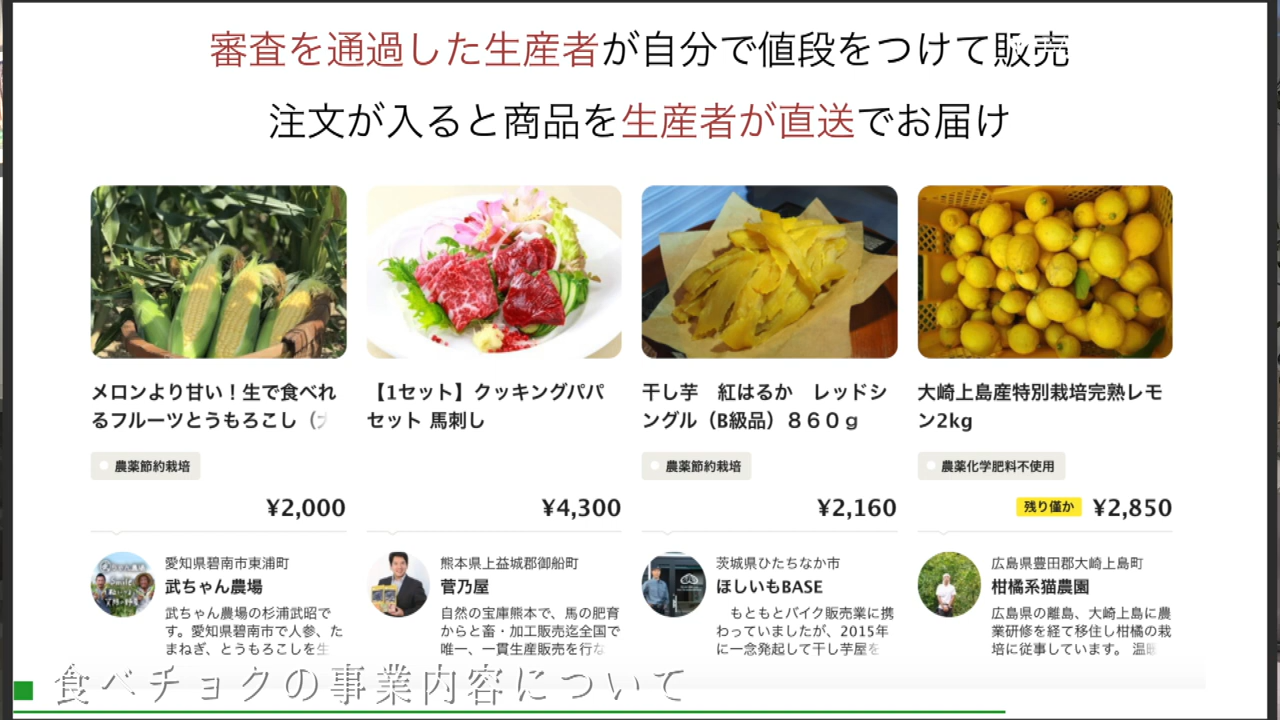 審査を通過した生産者が自分で値段をつけて販売
注文が入ると商品を生産者が直送でお届け
メロンより甘い！生で食べれ
るフルーツとうもろこし（
農薬節約栽培
¥2,000
愛知県碧南市東浦町
武ちゃん農場
武ちゃん農場の杉浦武昭で
す。愛知県碧南市で人参、た
まねぎ、とうもろこしを生
【1セット】クッキングパパ
セット 馬刺し
¥4,300
熊本県上益城郡御船町
菅乃屋
自然の宝庫熊本で、馬の肥育
からと畜・加工販売迄全国で
唯一、一貫生産販売を行な
干し芋　紅はるか　レッドシ
ングル（B級品）８６０ｇ
農薬節約栽培
¥2,160
茨城県ひたちなか市
ほしいもBASE
もともとバイク販売業に携
わっていましたが、2015年
に一念発起して干し芋屋を
大崎上島産特別栽培完熟レモ
ン2kg
農薬化学肥料不使用
残り僅か ¥2,850
広島県豊田郡大崎上島町
柑橘系猫農園
広島県の離島、大崎上島に農
業研修を経て移住し柑橘の栽
培に従事しています。 温暖
食べチョクの事業内容について